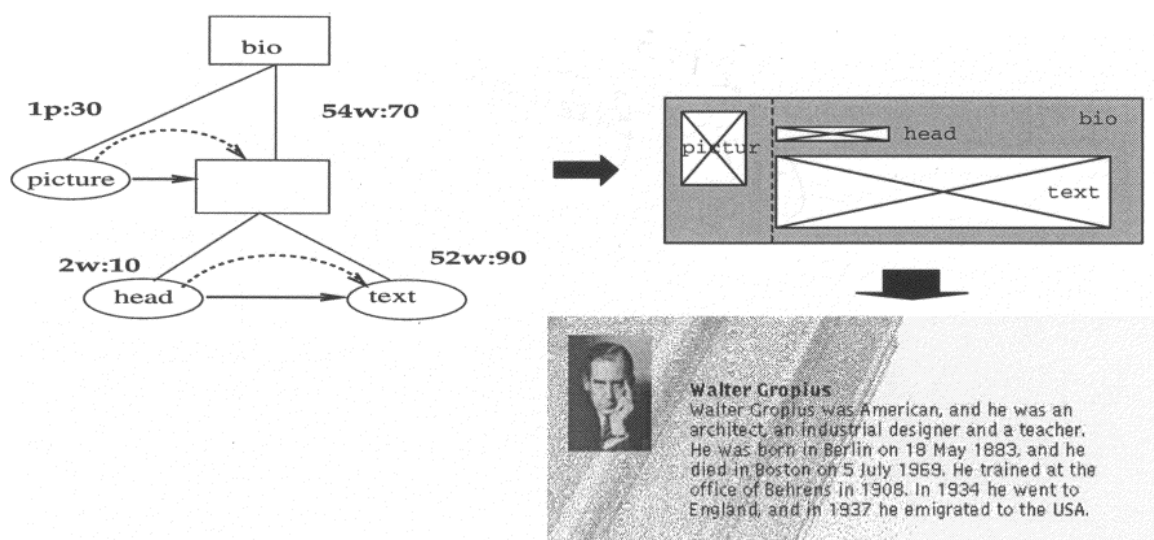 bio
1p:30
54w:70
picture
2w:10
52w:90
head
text
bio
head
pictur
text
Walter Gropius
Walter Gropius was American, and he was an
architect, an industrial designer and a teacher.
He was born in Berlin on 18 May 1883, and he
died in Boston on 5 July 1969. He trained at the
office of Behrens in 1908. In 1934 he went to
England, and in 1937 he emigrated to the USA.